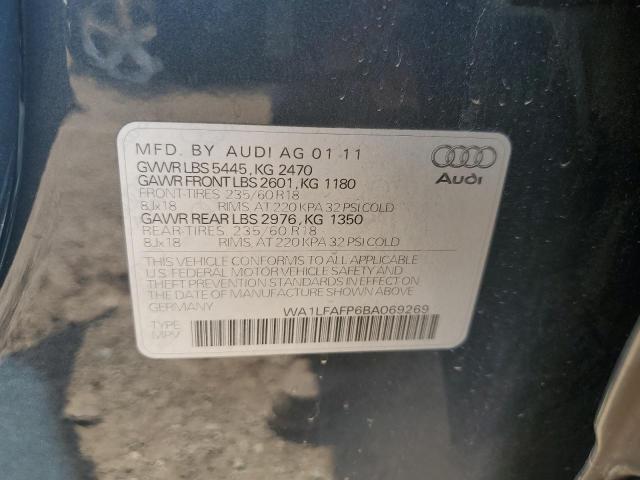 MFD. BY AUDI AG 01 11
GVWR LBS 5445, KG 2470
GAWR FRONT LBS 2601, KG 1180
FRONT-TIRES 235/60 R18
8Jx18 RIMS, AT 220 KPA 32 PSI COLD
GAWR REAR LBS 2976, KG 1350
REAR-TIRES 235/60 R18
8Jx18 RIMS, AT 220 KPA 32 PSI COLD
Audi
THIS VEHICLE CONFORMS TO ALL APPLICABLE
U.S. FEDERAL MOTOR VEHICLE SAFETY AND
THEFT PREVENTION STANDARDS IN EFFECT ON
THE DATE OF MANUFACTURE SHOWN ABOVE.
GERMANY WA1LFAFP6BA069269
TYPE:
MPV